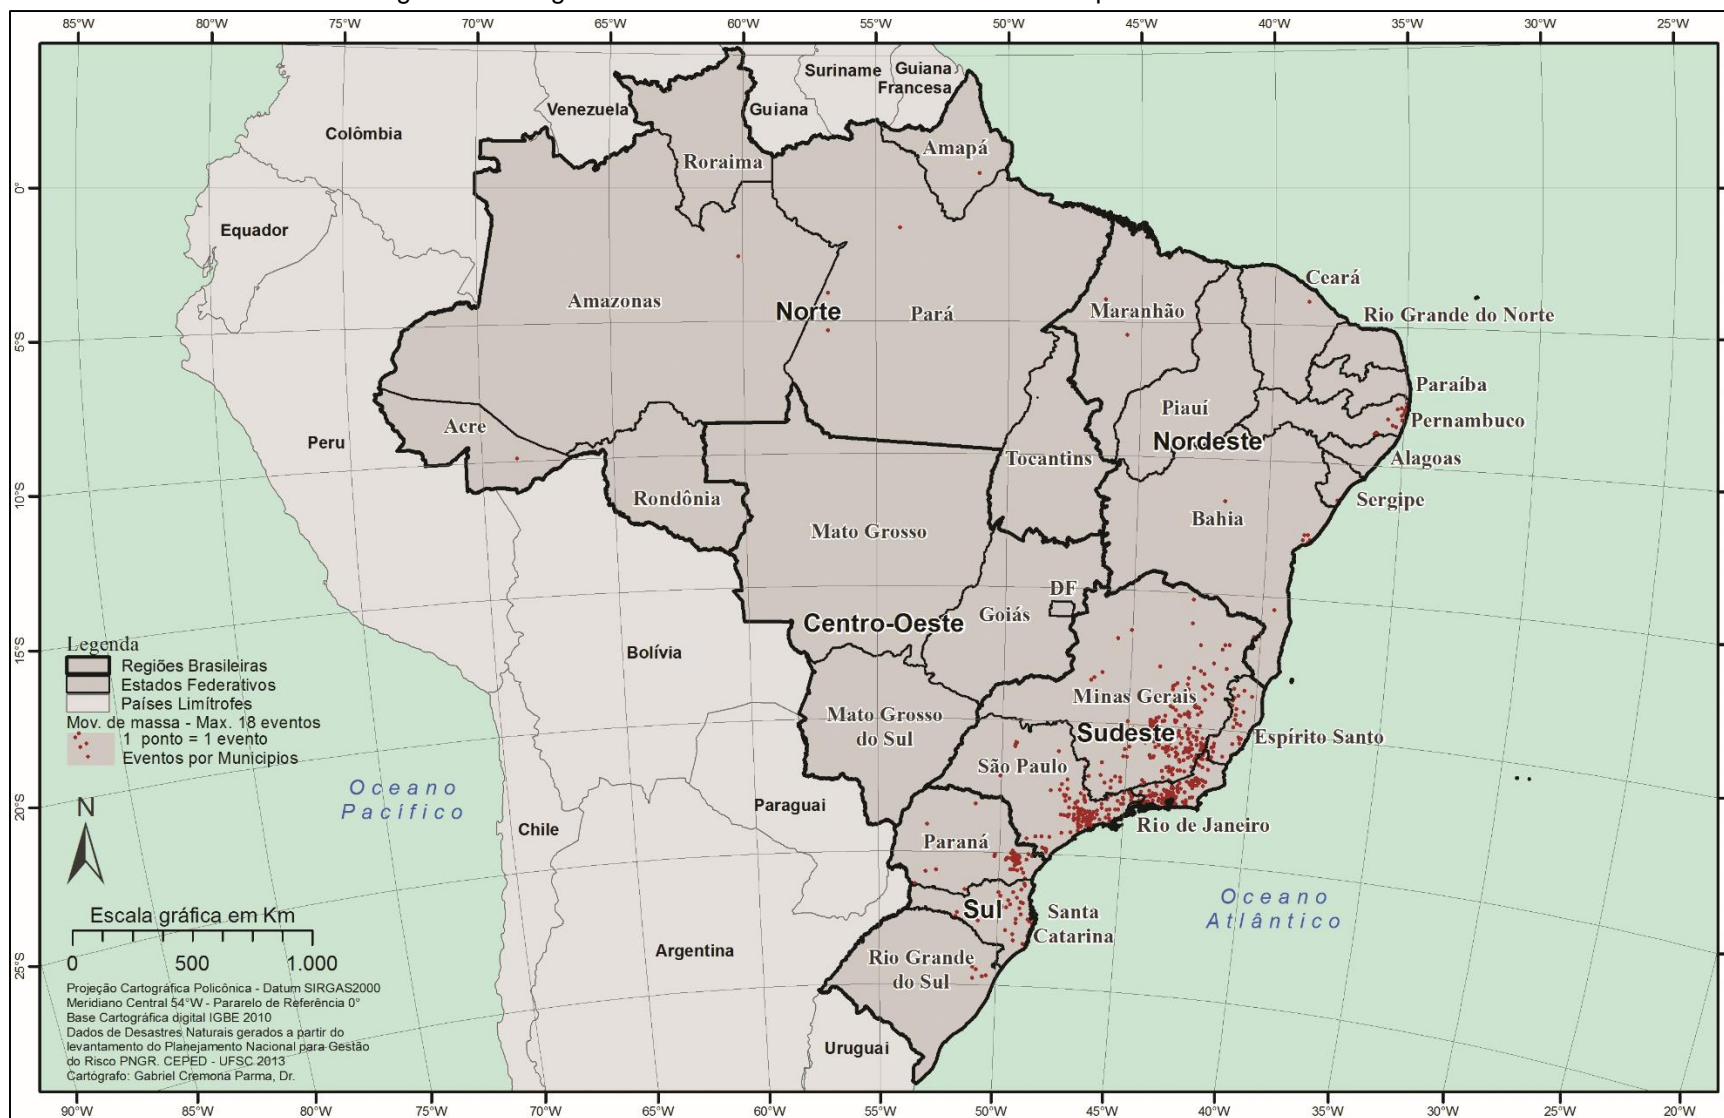 85°W 80°W 75°W 70°W 65°W 60°W 55°W 50°W 45°W 40°W 35°W 30°W 25°W
Suriname
Guiana
Francesa
Venezuela
Guiana
Colômbia
Roraima
Amapá
0°
Equador
Ceará
Amazonas
Norte
Pará
Maranhão
Rio Grande do Norte
5°S
Paraíba
Piauí
Pernambuco
Acre
Peru
Nordeste
Tocantins
Alagoas
10°S
Rondônia
Sergipe
Mato Grosso
Bahia
DF
Goiás
Centro-Oeste
15°S
Bolívia
Legenda
Regiões Brasileiras
Estados Federativos
Países Limítrofes
Mov. de massa - Max. 18 eventos
1 ponto = 1 evento
Eventos por Municipios
Minas Gerais
Mato Grosso
do Sul
Sudeste
Espírito Santo
São Paulo
Oceano
Pacífico
20°S
N
Paraguai
Chile
Rio de Janeiro
Paraná
Oceano
Atlântico
Sul
Santa
Catarina
Escala gráfica em Km
0 500 1.000
Argentina
Rio Grande
do Sul
25°S
Projeção Cartográfica Policônica - Datum SIRGAS2000
Meridiano Central 54°W - Pararelo de Referência 0°
Base Cartográfica digital IGBE 2010
Dados de Desastres Naturais gerados a partir do
levantamento do Planejamento Nacional para Gestão
do Risco PNGR. CEPED - UFSC 2013
Cartógrafo: Gabriel Cremona Parma, Dr.
Uruguai
90°W 85°W 80°W 75°W 70°W 65°W 60°W 55°W 50°W 45°W 40°W 35°W 30°W 25°W
0°
5°S
10°S
15°S
20°S
25°S